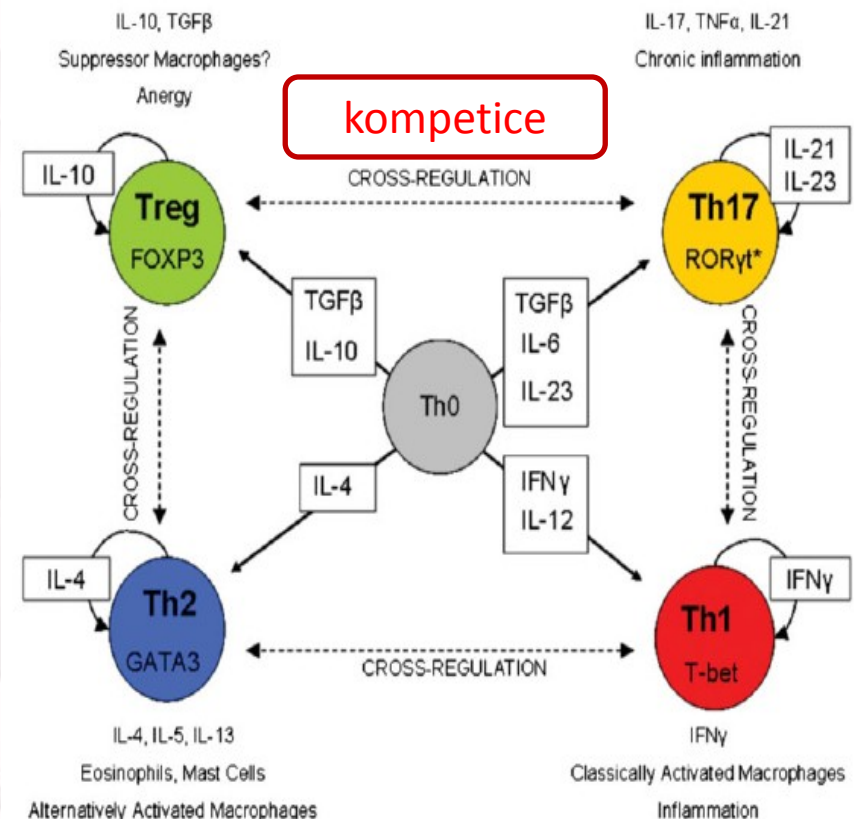 IL-10, TGFβ
Suppressor Macrophages?
Anergy
IL-17, TNFα, IL-21
Chronic inflammation
kompetice
IL-10
Treg
FOXP3
CROSS-REGULATION
IL-21
IL-23
Th17
RORγt*
TGFβ
IL-10
TGFβ
IL-6
IL-23
CROSS-REGULATION
Th0
CROSS-REGULATION
IL-4
IFNγ
IL-12
IL-4
Th2
GATA3
CROSS-REGULATION
IFNγ
Th1
T-bet
IL-4, IL-5, IL-13
Eosinophils, Mast Cells
Alternatively Activated Macrophages
IFNγ
Classically Activated Macrophages
Inflammation